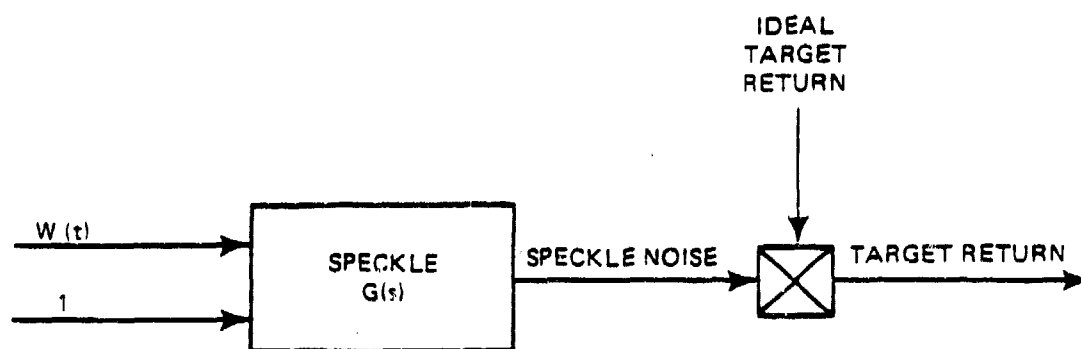 IDEAL
TARGET
RETURN
W (t)
1
SPECKLE
G(s)
SPECKLE NOISE
TARGET RETURN